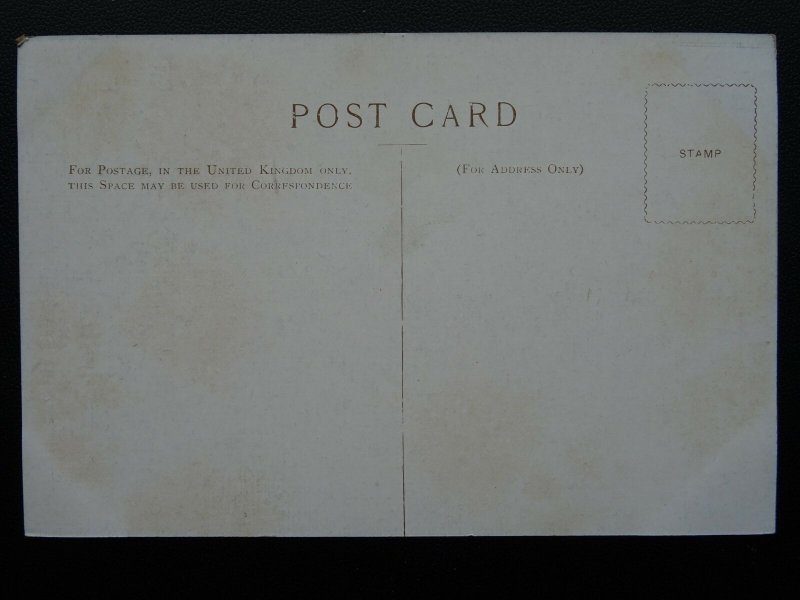 POST CARD
FOR POSTAGE, IN THE UNITED KINGDOM ONLY,
THIS SPACE MAY BE USED FOR CORRESPONDENCE
(FOR ADDRESS ONLY)
STAMP